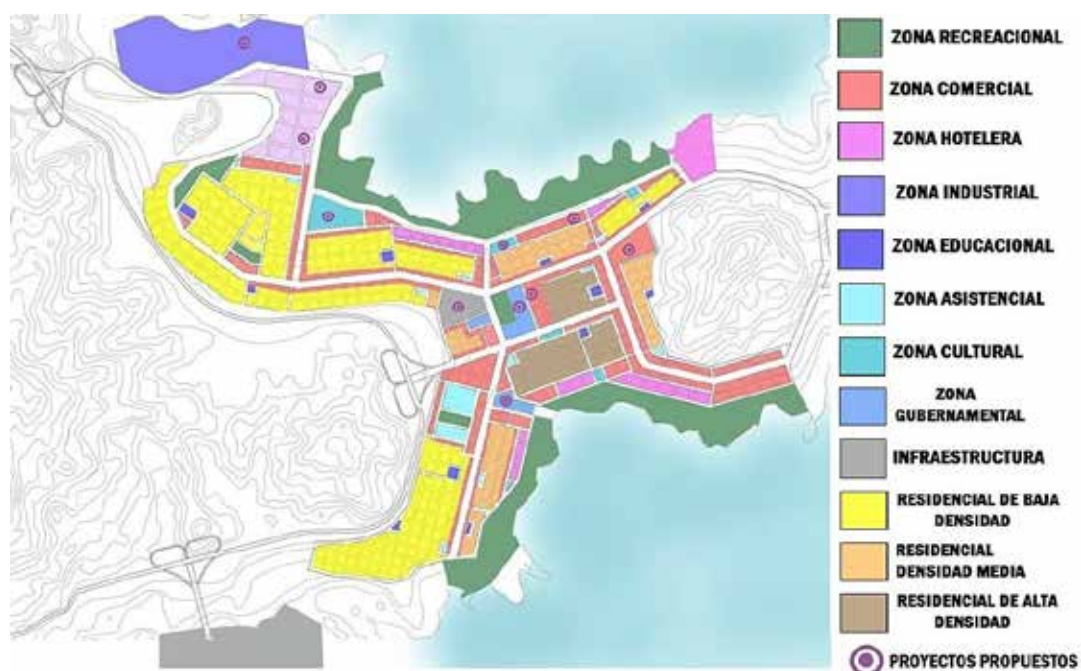 ZONA RECREACIONAL
ZONA COMERCIAL
ZONA HOTELERA
ZONA INDUSTRIAL
ZONA EDUCACIONAL
ZONA ASISTENCIAL
ZONA CULTURAL
ZONA
GUBERNAMENTAL
INFRAESTRUCTURA
RESIDENCIAL DE BAJA
DENSIDAD
RESIDENCIAL
DENSIDAD MEDIA
RESIDENCIAL DE ALTA
DENSIDAD
PROYECTOS PROPUESTOS